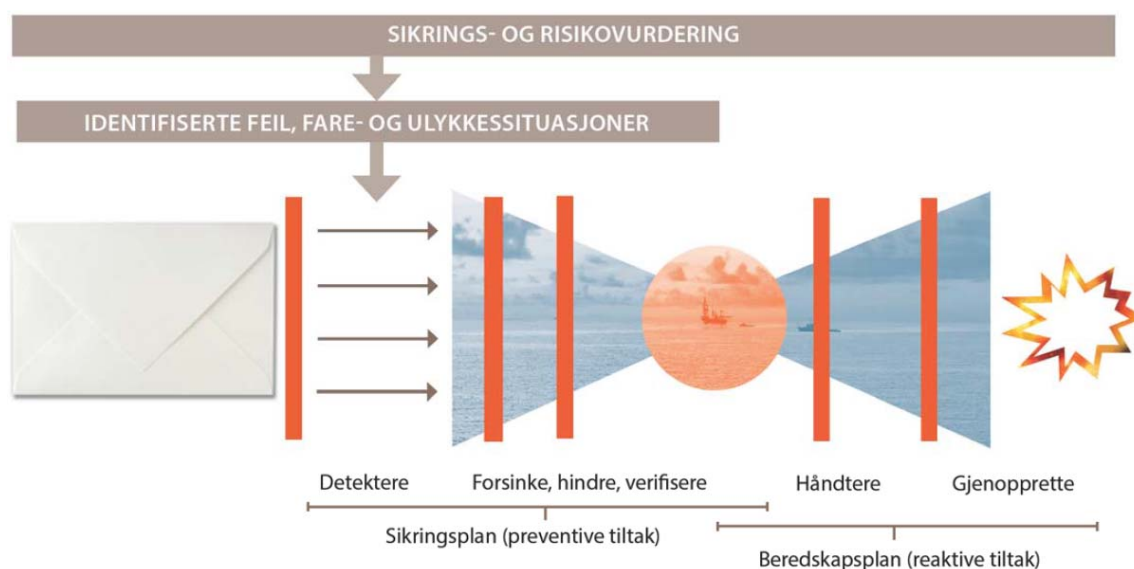 SIKRINGS- OG RISIKOVURDERING
IDENTIFISERTE FEIL, FARE- OG ULYKKESSITUASJONER
Detektere
Forsinke, hindre, verifisere
Håndtere
Gjenopprette
Sikringsplan (preventive tiltak)
Beredskapsplan (reaktive tiltak)